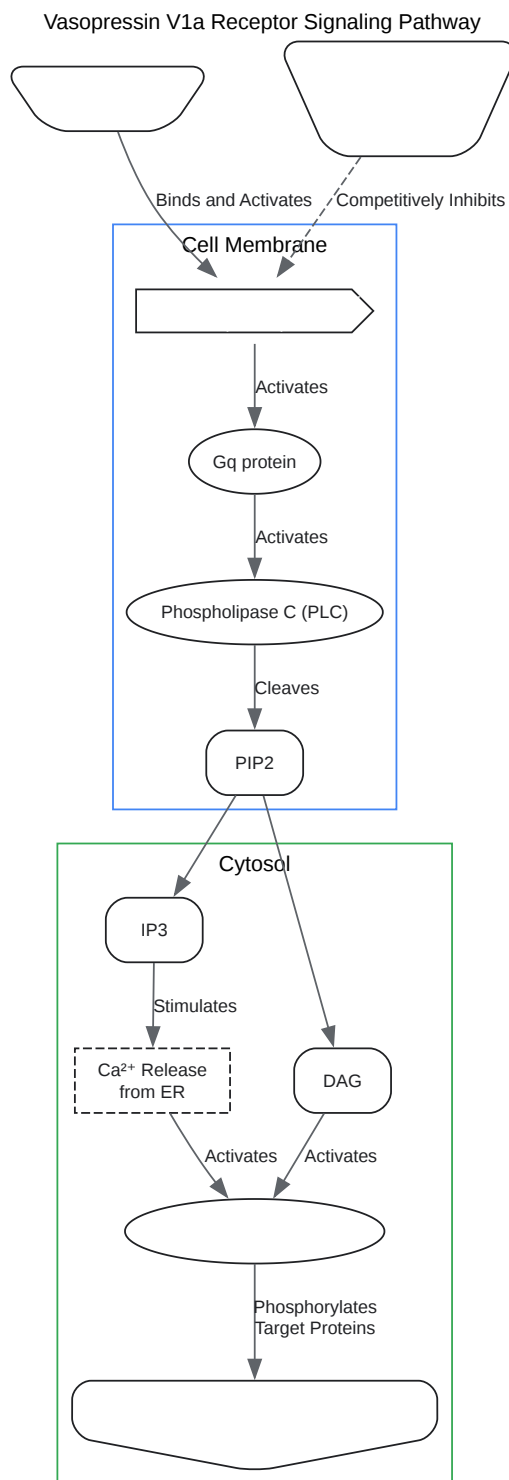 Vasopressin V1a Receptor Signaling Pathway
Binds and Activates
Competitively Inhibits
Cell Membrane
Activates
Gq protein
Activates
Phospholipase C (PLC)
Cleaves
PIP2
Cytosol
IP3
Stimulates
Ca²⁺ Release
from ER
DAG
Activates
Activates
Phosphorylates
Target Proteins